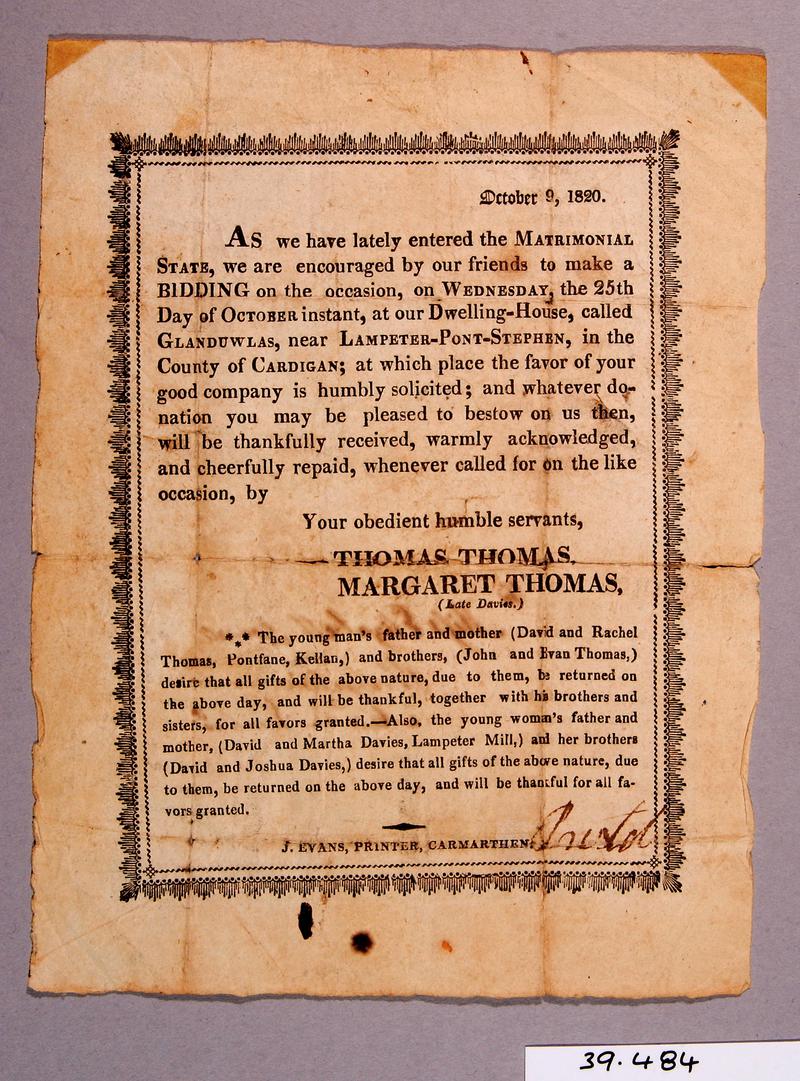 October 9, 1820.
As we have lately entered the Matrimonial
State, we are encouraged by our friends to make a
BIDDING on the occasion, on Wednesday, the 25th
Day of October instant, at our Dwelling-House, called
Glanduwlas, near Lampeter-Pont-Stephen, in the
County of Cardigan; at which place the favor of your
good company is humbly solicited; and whatever do-
nation you may be pleased to bestow on us then,
will be thankfully received, warmly acknowledged,
and cheerfully repaid, whenever called for on the like
occasion, by
Your obedient humble servants,
THOMAS THOMAS,
MARGARET THOMAS,
(Late Davies.)
*** The young man's father and mother (David and Rachel
Thomas, Pontfane, Kellan,) and brothers, (John and Evan Thomas,)
desire that all gifts of the above nature, due to them, be returned on
the above day, and will be thankful, together with his brothers and
sisters, for all favors granted.—Also, the young woman's father and
mother, (David and Martha Davies, Lampeter Mill,) and her brothers
(David and Joshua Davies,) desire that all gifts of the above nature, due
to them, be returned on the above day, and will be thankful for all fa-
vors granted.
J. EVANS, PRINTER, CARMARTHEN.
39.484